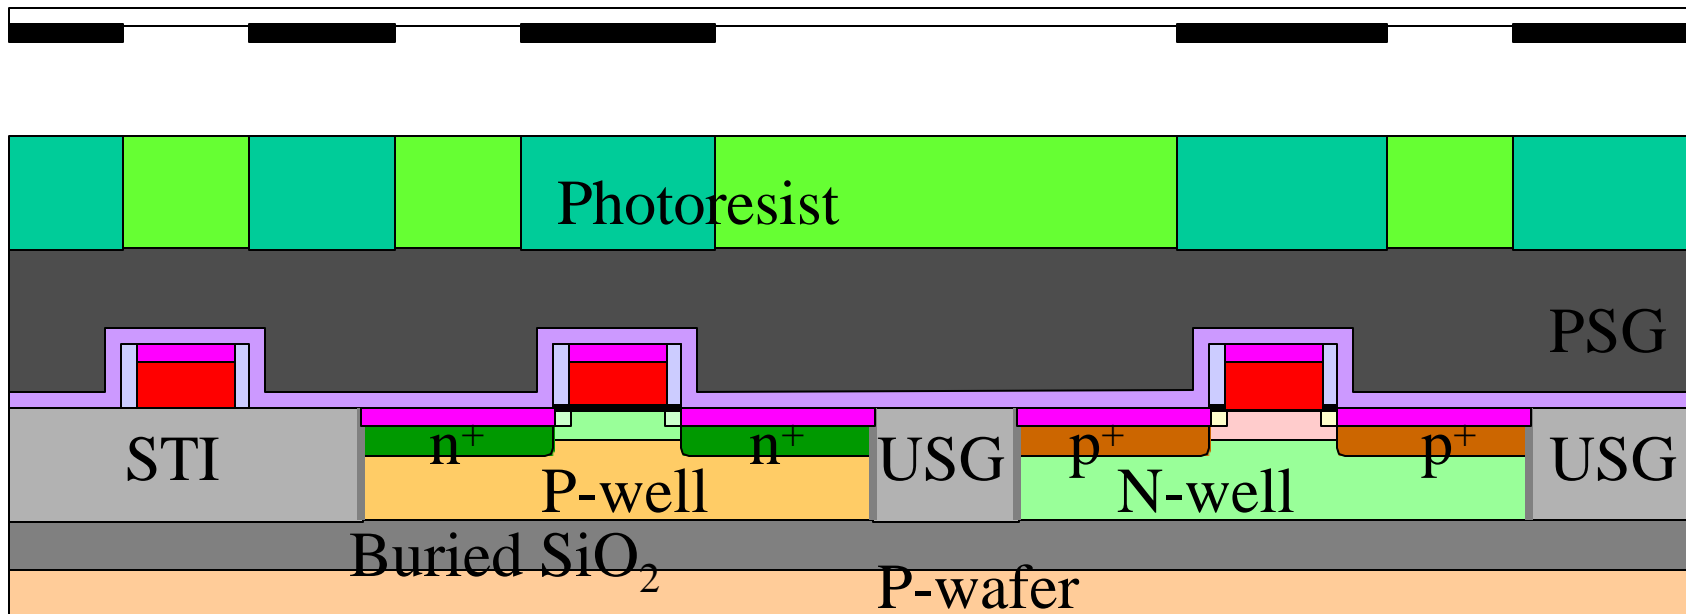 Photoresist
PSG
STI
n⁺
n⁺
USG
p⁺
p⁺
USG
P-well
N-well
Buried SiO₂
P-wafer